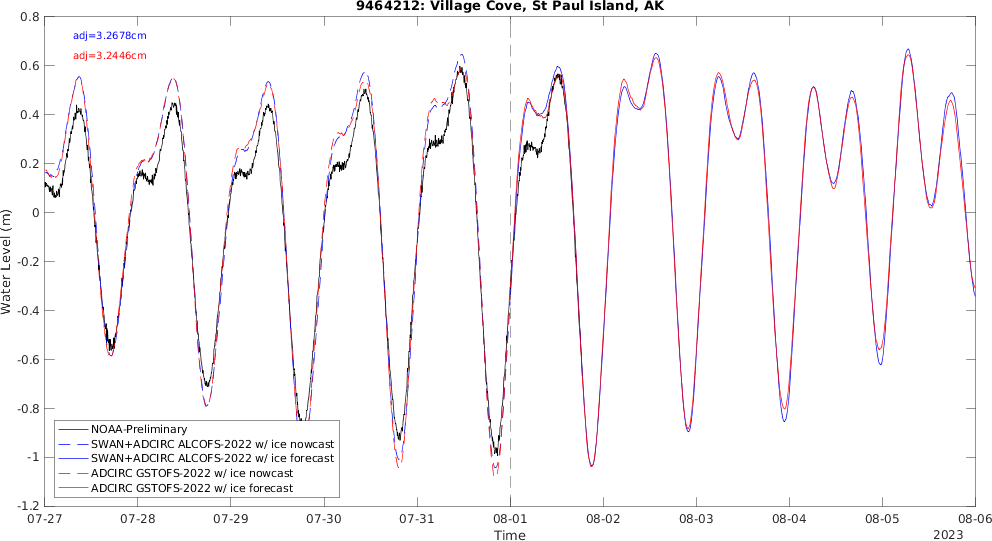 9464212: Village Cove, St Paul Island, AK
adj=3.2678cm
adj=3.2446cm
0.8
0.6
0.4
0.2
0
-0.2
-0.4
-0.6
-0.8
-1
-1.2
Water Level (m)
NOAA-Preliminary
SWAN+ADCIRC ALCOFS-2022 w/ ice nowcast
SWAN+ADCIRC ALCOFS-2022 w/ ice forecast
ADCIRC GSTOFS-2022 w/ ice nowcast
ADCIRC GSTOFS-2022 w/ ice forecast
07-27 07-28 07-29 07-30 07-31 08-01 08-02 08-03 08-04 08-05 08-06
Time
2023